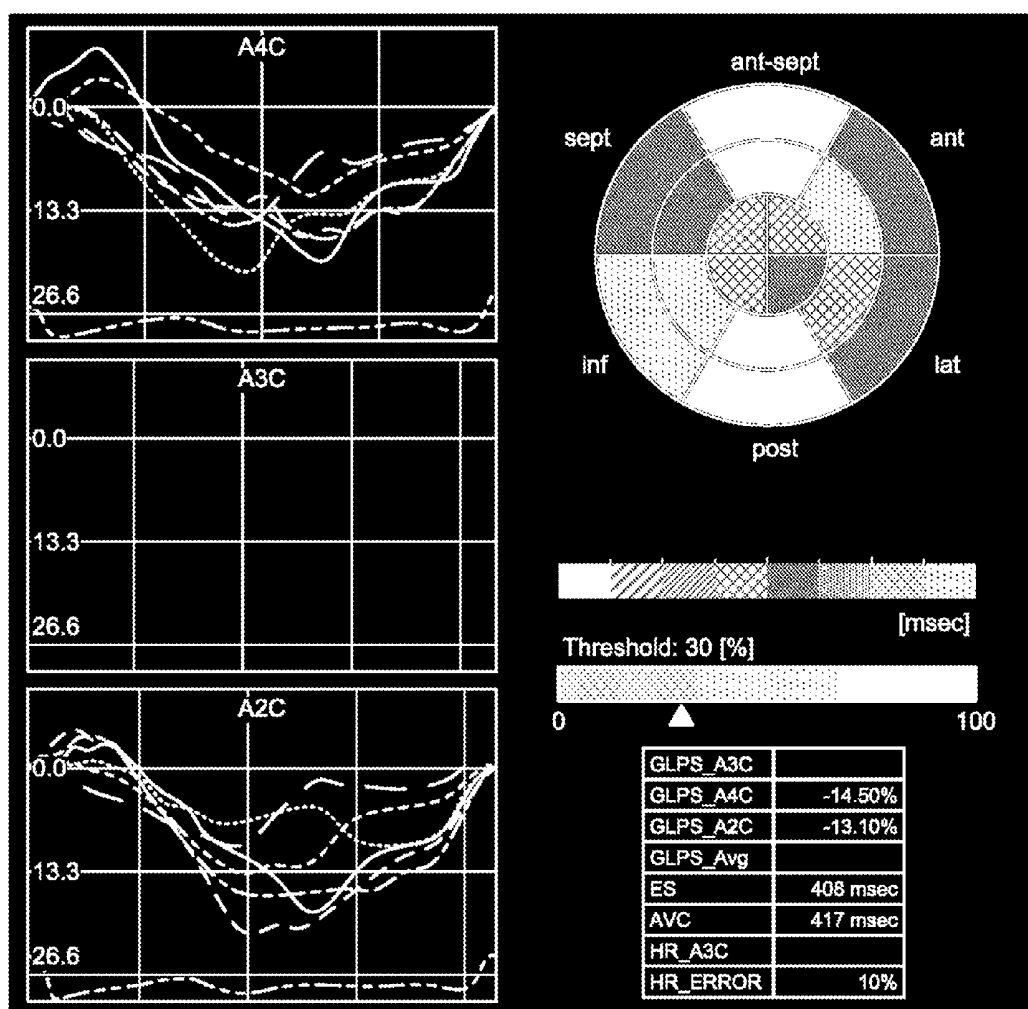 A4C
0.0
13.3
26.6
A3C
0.0
13.3
26.6
A2C
0.0
13.3
26.6
ant-sept
sept
ant
inf
lat
post
[msec]
Threshold: 30 [%]
0 100
GLPS_A3C
GLPS_A4C -14.50%
GLPS_A2C -13.10%
GLPS_Avg
ES 408 msec
AVC 417 msec
HR_A3C
HR_ERROR 10%